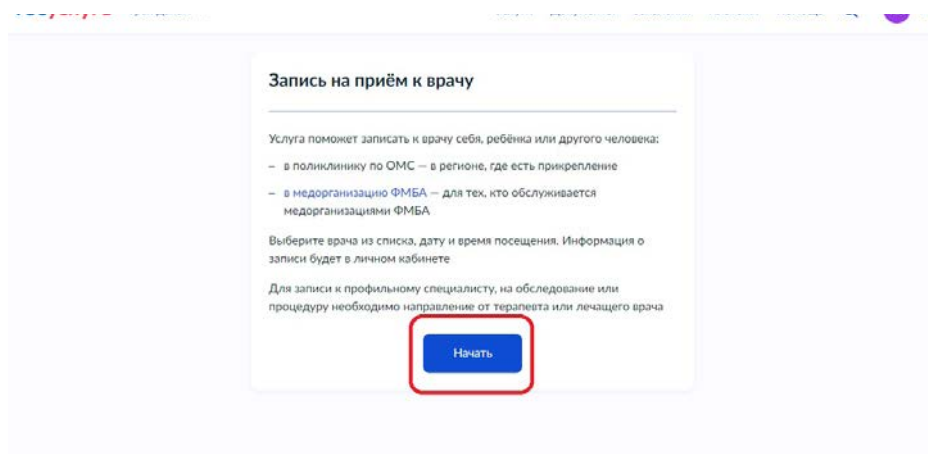 Запись на приём к врачу
Услуга поможет записать к врачу себя, ребёнка или другого человека:
– в поликлинику по ОМС — в регионе, где есть прикрепление
– в медорганизацию ФМБА — для тех, кто обслуживается
медорганизациями ФМБА
Выберите врача из списка, дату и время посещения. Информация о
записи будет в личном кабинете
Для записи к профильному специалисту, на обследование или
процедуру необходимо направление от терапевта или лечащего врача
Начать